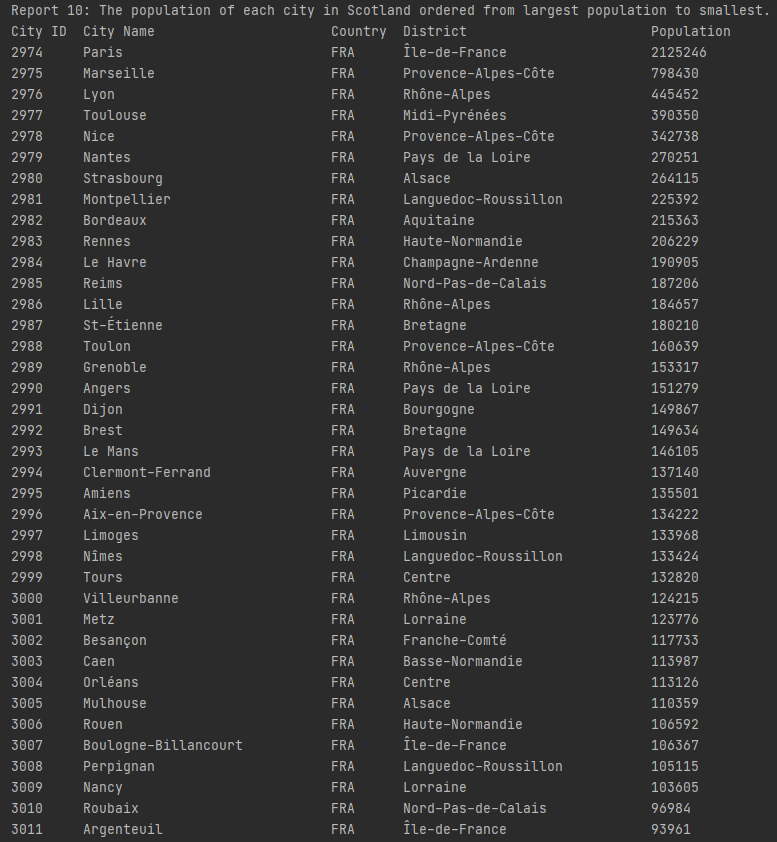 Report 10: The population of each city in Scotland ordered from largest population to smallest.
City ID City Name Country District Population
2974 Paris FRA Île-de-France 2125246
2975 Marseille FRA Provence-Alpes-Côte 798430
2976 Lyon FRA Rhône-Alpes 445452
2977 Toulouse FRA Midi-Pyrénées 390350
2978 Nice FRA Provence-Alpes-Côte 342738
2979 Nantes FRA Pays de la Loire 270251
2980 Strasbourg FRA Alsace 264115
2981 Montpellier FRA Languedoc-Roussillon 225392
2982 Bordeaux FRA Aquitaine 215363
2983 Rennes FRA Haute-Normandie 206229
2984 Le Havre FRA Champagne-Ardenne 190905
2985 Reims FRA Nord-Pas-de-Calais 187206
2986 Lille FRA Rhône-Alpes 184657
2987 St-Étienne FRA Bretagne 180210
2988 Toulon FRA Provence-Alpes-Côte 160639
2989 Grenoble FRA Rhône-Alpes 153317
2990 Angers FRA Pays de la Loire 151279
2991 Dijon FRA Bourgogne 149867
2992 Brest FRA Bretagne 149634
2993 Le Mans FRA Pays de la Loire 146105
2994 Clermont-Ferrand FRA Auvergne 137140
2995 Amiens FRA Picardie 135501
2996 Aix-en-Provence FRA Provence-Alpes-Côte 134222
2997 Limoges FRA Limousin 133968
2998 Nîmes FRA Languedoc-Roussillon 133424
2999 Tours FRA Centre 132820
3000 Villeurbanne FRA Rhône-Alpes 124215
3001 Metz FRA Lorraine 123776
3002 Besançon FRA Franche-Comté 117733
3003 Caen FRA Basse-Normandie 113987
3004 Orléans FRA Centre 113126
3005 Mulhouse FRA Alsace 110359
3006 Rouen FRA Haute-Normandie 106592
3007 Boulogne-Billancourt FRA Île-de-France 106367
3008 Perpignan FRA Languedoc-Roussillon 105115
3009 Nancy FRA Lorraine 103605
3010 Roubaix FRA Nord-Pas-de-Calais 96984
3011 Argenteuil FRA Île-de-France 93961